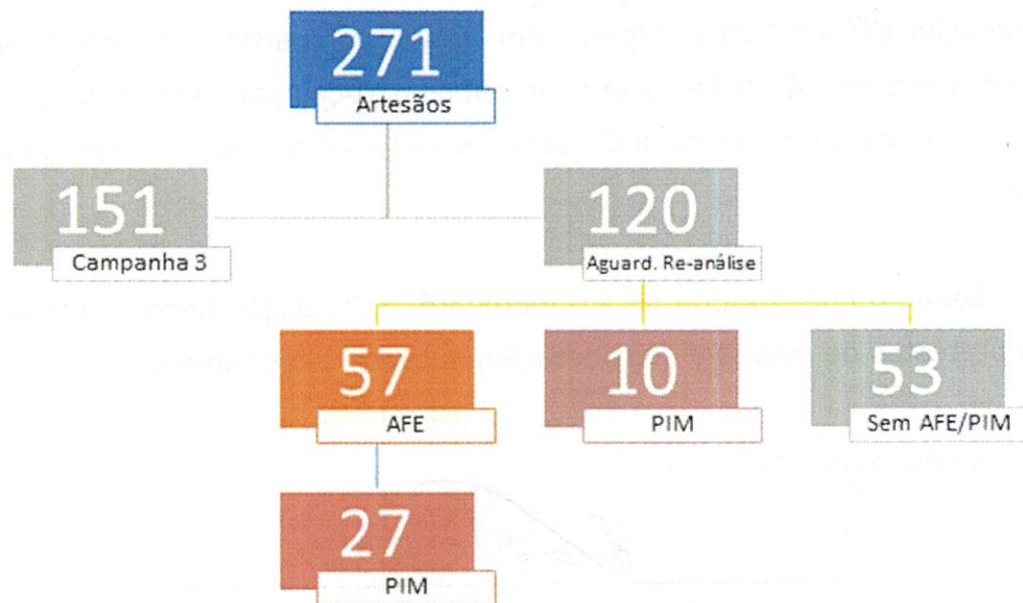 271
Artesãos
151
Campanha 3
120
Aguard. Re-análise
57
AFE
10
PIM
53
Sem AFE/PIM
27
PIM